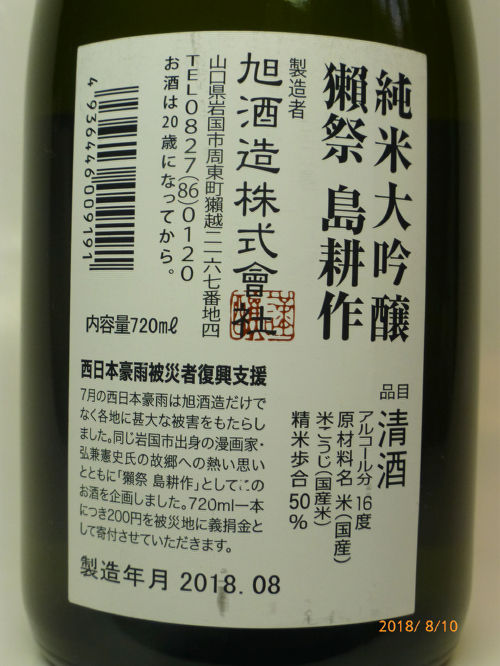 純米大吟醸
獺祭 島耕作
製造者
旭酒造株式會社
山口県岩国市周東町獺越二一六七番地四
TEL0827(86)0120
お酒は20歳になってから。
4936446009191
内容量720mℓ
品目 清酒
アルコール分 16度
原材料名 米(国産)
米こうじ(国産米)
精米歩合50%
西日本豪雨被災者復興支援
7月の西日本豪雨は旭酒造だけで
なく各地に甚大な被害をもたらし
ました。同じ岩国市出身の漫画家・
弘兼憲史氏の故郷への熱い思い
とともに「獺祭 島耕作」としてこの
お酒を企画しました。720ml一本
につき200円を被災地に義捐金と
して寄付させていただきます。
製造年月 2018.08
2018/ 8/10